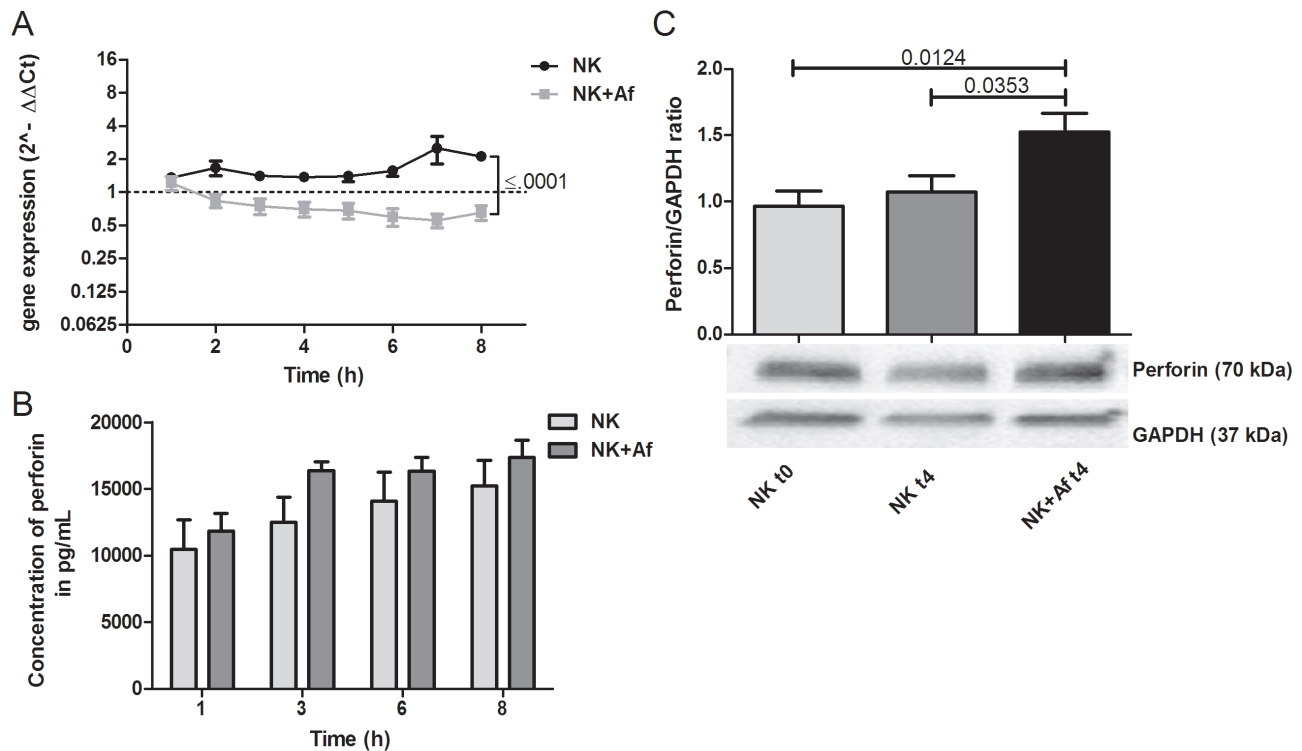 A
gene expression (2^- ΔΔCt)
16
8
4
2
1
0.5
0.25
0.125
0.0625
0
2
4
6
8
Time (h)
NK
NK+Af
≤.0001
B
Concentration of perforin
in pg/mL
20000
15000
10000
5000
0
1
3
6
8
Time (h)
NK
NK+Af
C
Perforin/GAPDH ratio
2.0
1.5
1.0
0.5
0.0
0.0124
0.0353
Perforin (70 kDa)
GAPDH (37 kDa)
NK t0
NK t4
NK+Af t4